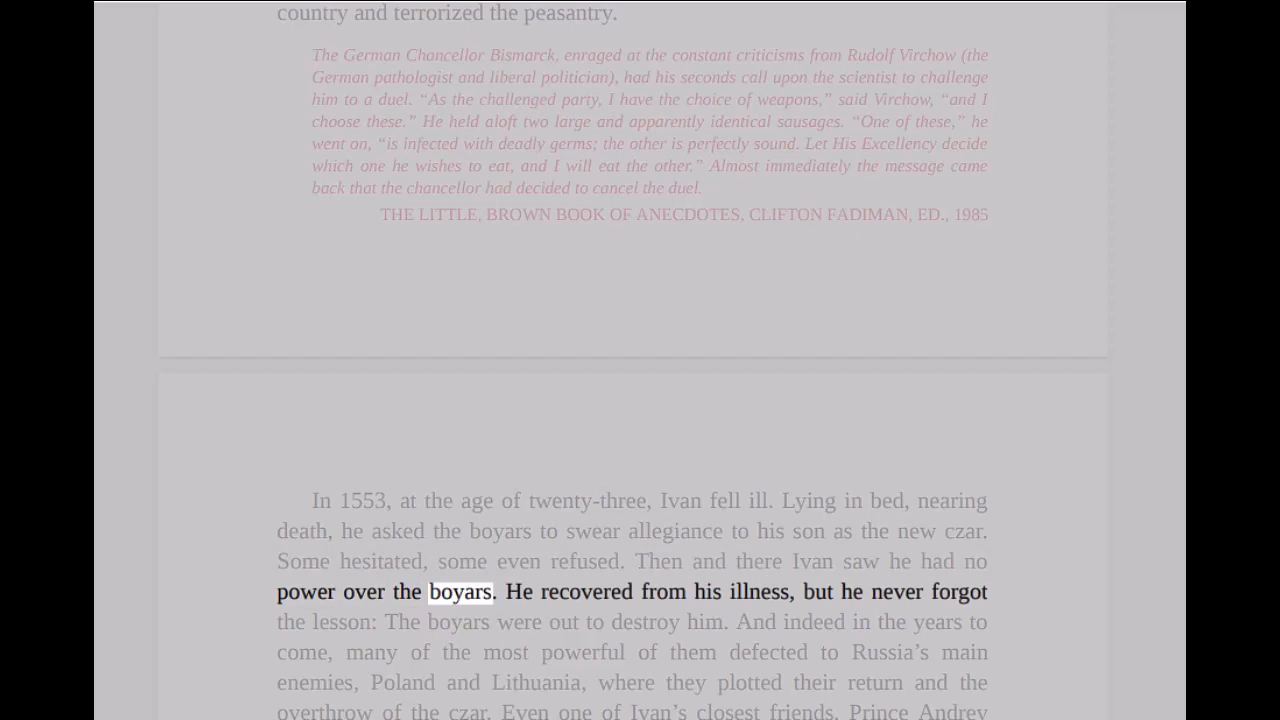 country and terrorized the peasantry.
The German Chancellor Bismarck, enraged at the constant criticisms from Rudolf Virchow (the
German pathologist and liberal politician), had his seconds call upon the scientist to challenge
him to a duel. “As the challenged party, I have the choice of weapons,” said Virchow, “and I
choose these.” He held aloft two large and apparently identical sausages. “One of these,” he
went on, “is infected with deadly germs; the other is perfectly sound. Let His Excellency decide
which one he wishes to eat, and I will eat the other.” Almost immediately the message came
back that the chancellor had decided to cancel the duel.
THE LITTLE, BROWN BOOK OF ANECDOTES, CLIFTON FADIMAN, ED., 1985
In 1553, at the age of twenty-three, Ivan fell ill. Lying in bed, nearing
death, he asked the boyars to swear allegiance to his son as the new czar.
Some hesitated, some even refused. Then and there Ivan saw he had no
power over the boyars. He recovered from his illness, but he never forgot
the lesson: The boyars were out to destroy him. And indeed in the years to
come, many of the most powerful of them defected to Russia’s main
enemies, Poland and Lithuania, where they plotted their return and the
overthrow of the czar. Even one of Ivan’s closest friends, Prince Andrey